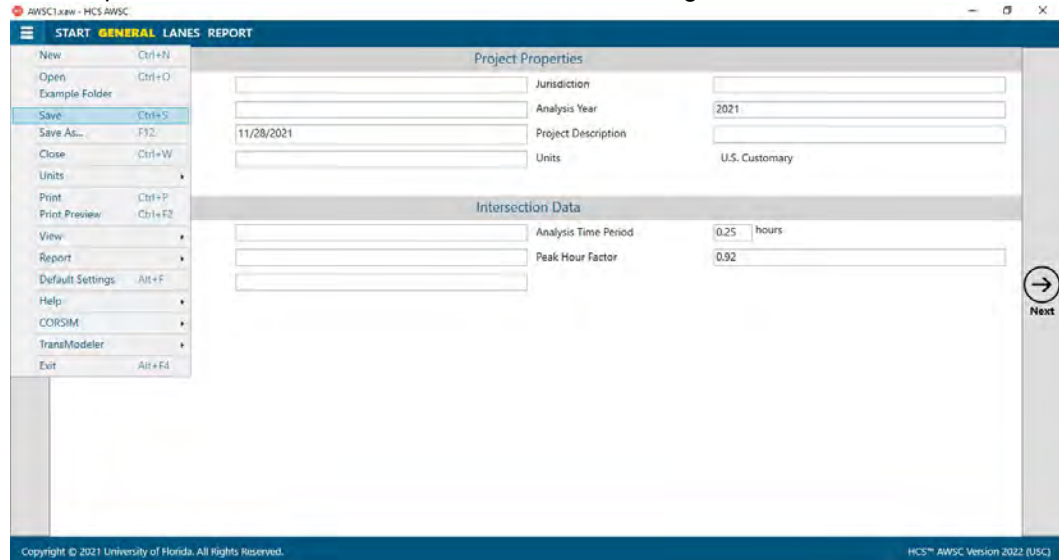 AWSC1.xaw - HCS AWSC
START GENERAL LANES REPORT
New Ctrl+N
Open Ctrl+O
Example Folder
Save Ctrl+S
Save As... F12
Close Ctrl+W
Units
Print Ctrl+P
Print Preview Ctrl+F2
View
Report
Default Settings Alt+F
Help
CORSIM
TransModeler
Exit Alt+F4
Project Properties
Jurisdiction
Analysis Year 2021
11/28/2021 Project Description
Units U.S. Customary
Intersection Data
Analysis Time Period 0.25 hours
Peak Hour Factor 0.92
Next
Copyright © 2021 University of Florida. All Rights Reserved. HCS™ AWSC Version 2022 (USC)